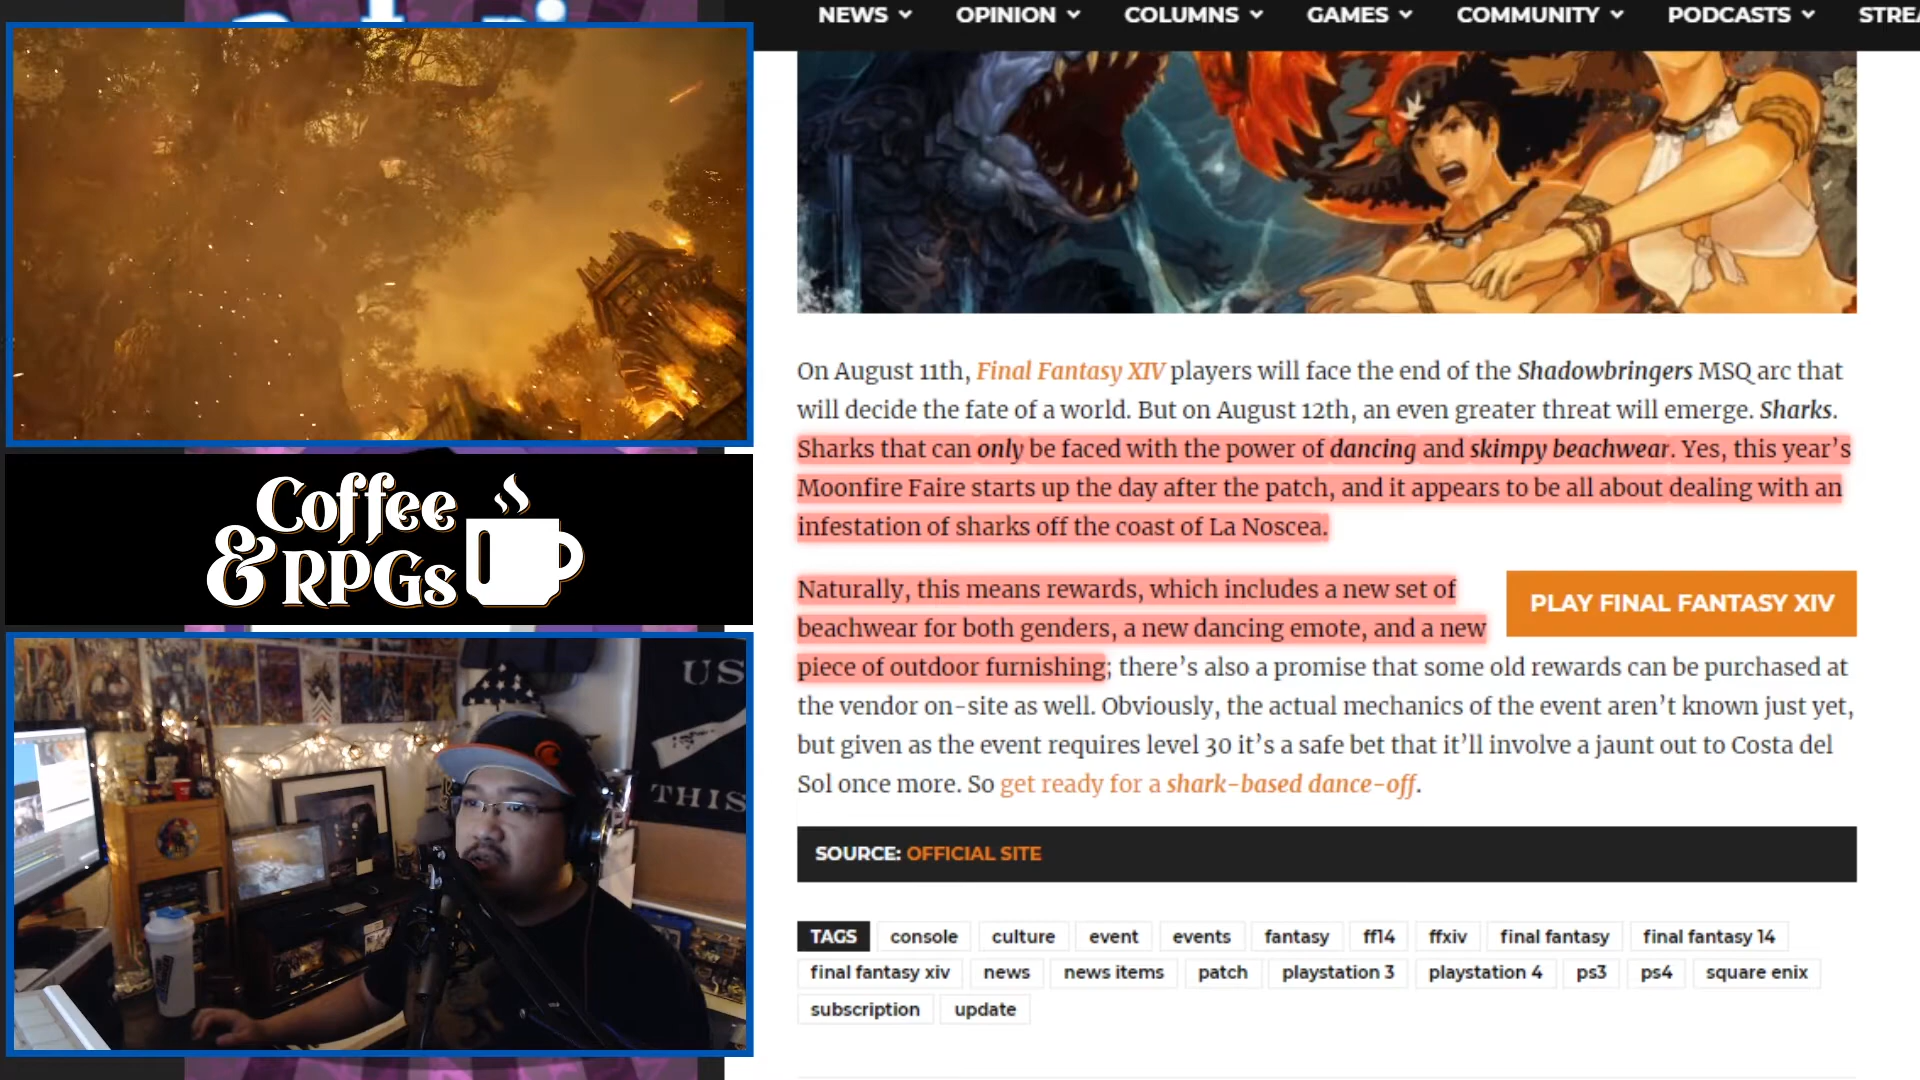 NEWS OPINION COLUMNS GAMES COMMUNITY PODCASTS
On August 11th, Final Fantasy XIV players will face the end of the Shadowbringers MSQ arc that
will decide the fate of a world. But on August 12th, an even greater threat will emerge. Sharks.
Sharks that can only be faced with the power of dancing and skimpy beachwear. Yes, this year's
Moonfire Faire starts up the day after the patch, and it appears to be all about dealing with an
infestation of sharks off the coast of La Noscea.
Naturally, this means rewards, which includes a new set of
beachwear for both genders, a new dancing emote, and a new
piece of outdoor furnishing; there's also a promise that some old rewards can be purchased at
the vendor on-site as well. Obviously, the actual mechanics of the event aren't known just yet,
but given as the event requires level 30 it's a safe bet that it'll involve a jaunt out to Costa del
Sol once more. So get ready for a shark-based dance-off.
PLAY FINAL FANTASY XIV
SOURCE: OFFICIAL SITE
TAGS console culture event events fantasy ff14 ffxiv final fantasy final fantasy 14
final fantasy xiv news news items patch playstation 3 playstation 4 ps3 ps4 square enix
subscription update
Coffee
& RPGs
US
THIS